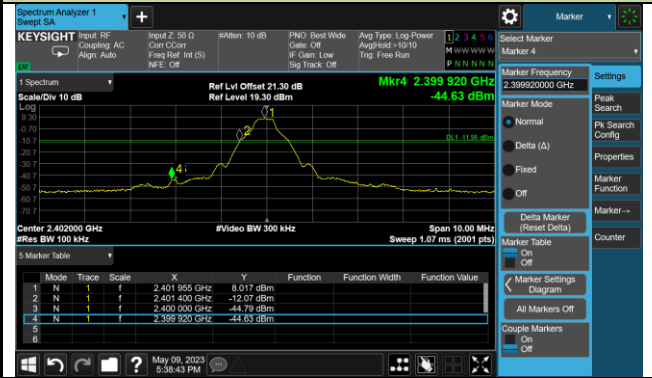 Spectrum Analyzer 1
Swept SA
+
Marker
KEYSIGHT
Input: RF
Coupling: AC
Align: Auto
Input Z: 50 Ω
Corr CCorr
Freq Ref: Int (S)
NFE: Off
#Atten: 10 dB
PNO: Best Wide
Gate: Off
IF Gain: Low
Sig Track: Off
Avg Type: Log-Power
Avg|Hold:>10/10
Trig: Free Run
1 2 3 4 5 6
M W W W W W
P N N N N N
Select Marker
Marker 4
1 Spectrum
Scale/Div 10 dB
Ref Lvl Offset 21.30 dB
Ref Level 19.30 dBm
Mkr4 2.399 920 GHz
-44.63 dBm
Log
9.30
-0.70
-10.7
-20.7
-30.7
-40.7
-50.7
-60.7
-70.7
1
2
4
DL1 -11.98 dBm
Center 2.402000 GHz
#Res BW 100 kHz
#Video BW 300 kHz
Span 10.00 MHz
Sweep 1.07 ms (2001 pts)
5 Marker Table
Mode Trace Scale X Y Function Function Width Function Value
1 N 1 f 2.401 955 GHz 8.017 dBm
2 N 1 f 2.401 400 GHz -12.07 dBm
3 N 1 f 2.400 000 GHz -44.79 dBm
4 N 1 f 2.399 920 GHz -44.63 dBm
5
6
Marker Frequency
2.399920000 GHz
Marker Mode
Normal
Delta (Δ)
Fixed
Off
Delta Marker
(Reset Delta)
Marker Table
On
Off
Marker Settings
Diagram
All Markers Off
Couple Markers
On
Off
Settings
Peak
Search
Pk Search
Config
Properties
Marker
Function
Marker→
Counter
?
May 09, 2023
5:38:43 PM